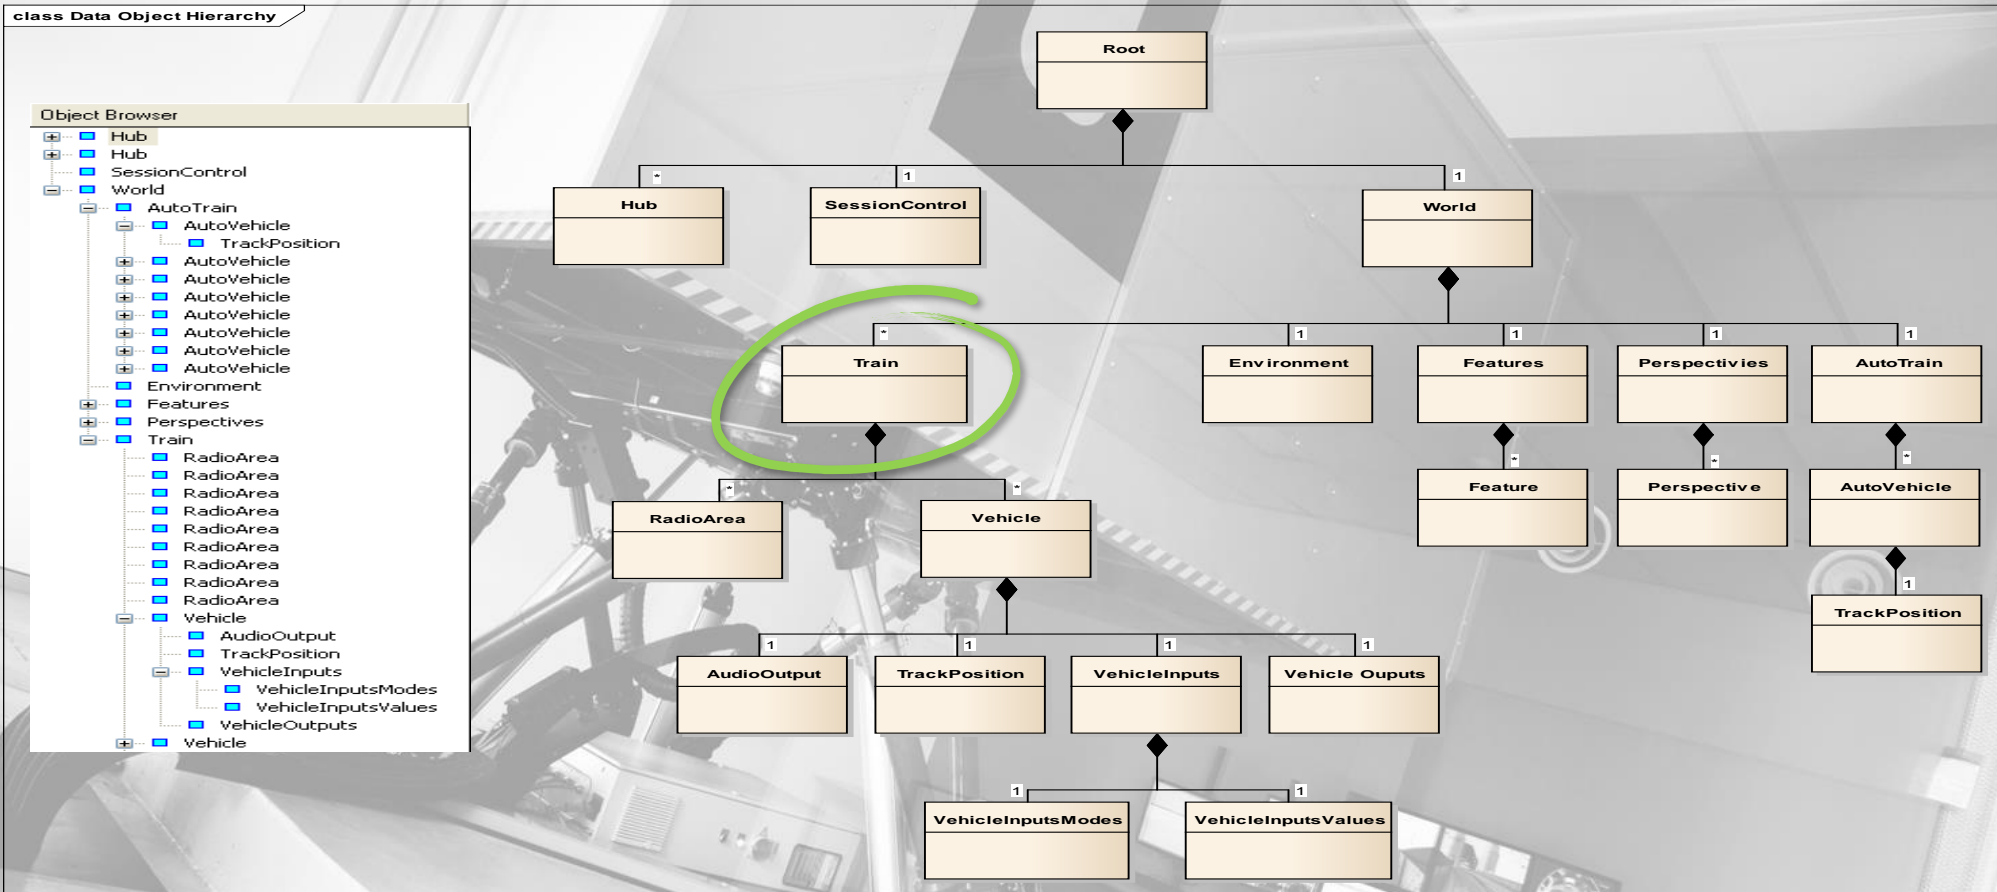 class Data Object Hierarchy
Object Browser
Hub
Hub
SessionControl
World
AutoTrain
AutoVehicle
TrackPosition
AutoVehicle
AutoVehicle
AutoVehicle
AutoVehicle
AutoVehicle
AutoVehicle
AutoVehicle
Environment
Features
Perspectives
Train
RadioArea
RadioArea
RadioArea
RadioArea
RadioArea
RadioArea
RadioArea
RadioArea
RadioArea
Vehicle
AudioOutput
TrackPosition
VehicleInputs
VehicleInputsModes
VehicleInputsValues
VehicleOutputs
Vehicle
Root
* 1 1
Hub SessionControl World
* 1 1 1 1
Train Environment Features Perspectivies AutoTrain
* * *
Feature Perspective AutoVehicle
* *
RadioArea Vehicle
1
TrackPosition
1 1 1 1
AudioOutput TrackPosition VehicleInputs Vehicle Ouputs
1 1
VehicleInputsModes VehicleInputsValues